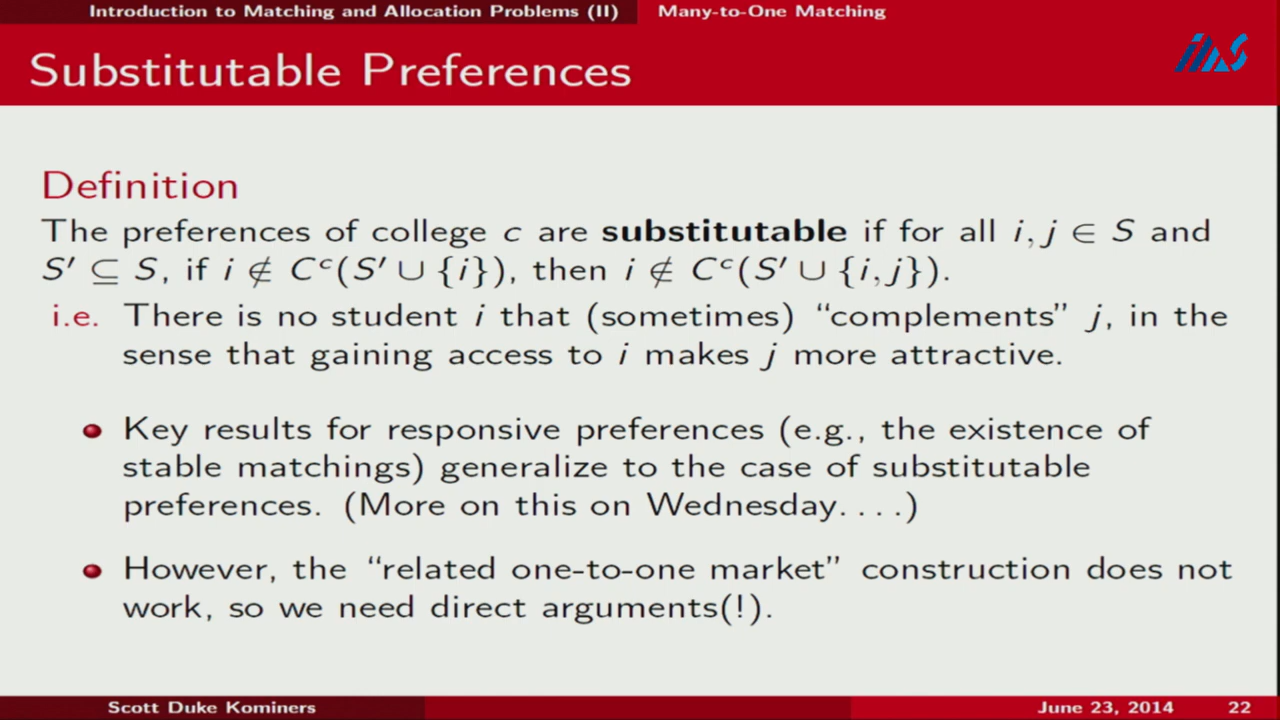 Introduction to Matching and Allocation Problems (II) Many-to-One Matching
Substitutable Preferences
IMS
Definition
The preferences of college c are substitutable if for all i, j ∈ S and
S′ ⊆ S, if i ∉ Cᶜ(S′ ∪ {i}), then i ∉ Cᶜ(S′ ∪ {i, j}).
i.e. There is no student i that (sometimes) “complements” j, in the
sense that gaining access to i makes j more attractive.
Key results for responsive preferences (e.g., the existence of
stable matchings) generalize to the case of substitutable
preferences. (More on this on Wednesday. . . .)
However, the “related one-to-one market” construction does not
work, so we need direct arguments(!).
Scott Duke Kominers June 23, 2014 22